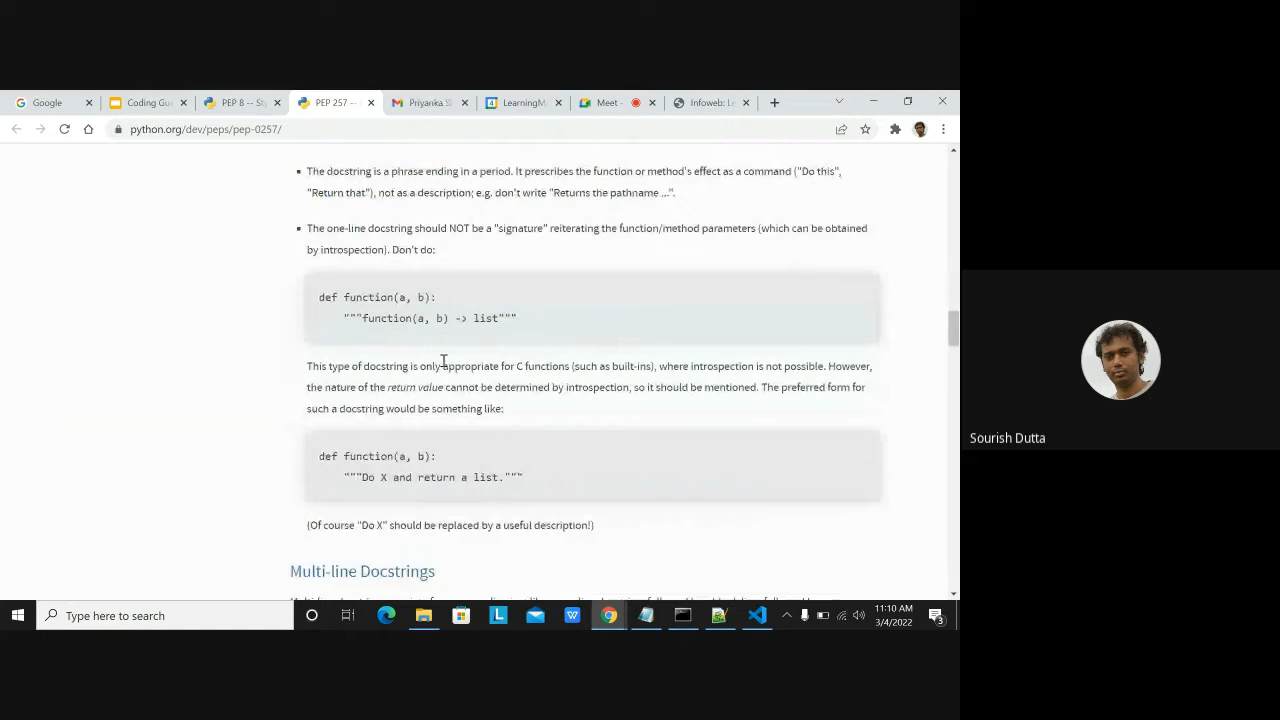 Google
Coding Gu
PEP 8 -- St
PEP 257 --
Priyanka S
LearningM
Meet -
Infoweb: Le
python.org/dev/peps/pep-0257/
The docstring is a phrase ending in a period. It prescribes the function or method's effect as a command ("Do this",
"Return that"), not as a description; e.g. don't write "Returns the pathname ...".
The one-line docstring should NOT be a "signature" reiterating the function/method parameters (which can be obtained
by introspection). Don't do:
def function(a, b):
"""function(a, b) -> list"""
This type of docstring is only appropriate for C functions (such as built-ins), where introspection is not possible. However,
the nature of the return value cannot be determined by introspection, so it should be mentioned. The preferred form for
such a docstring would be something like:
def function(a, b):
"""Do X and return a list."""
(Of course "Do X" should be replaced by a useful description!)
Multi-line Docstrings
Sourish Dutta
Type here to search
11:10 AM
3/4/2022
3